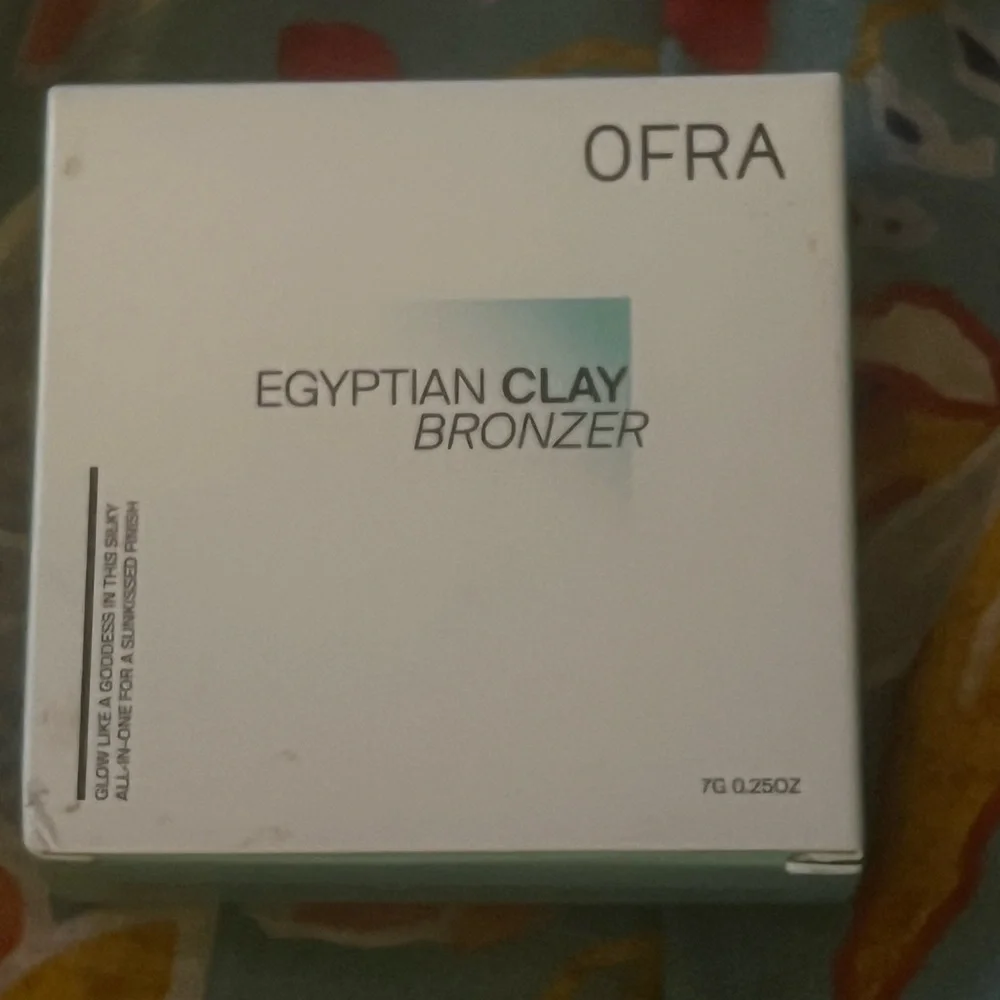 OFRA
EGYPTIAN CLAY
BRONZER
GLOW LIKE A GODDESS IN THIS SILKY
ALL-IN-ONE FOR A SUNKISSED FINISH
7G 0.25OZ